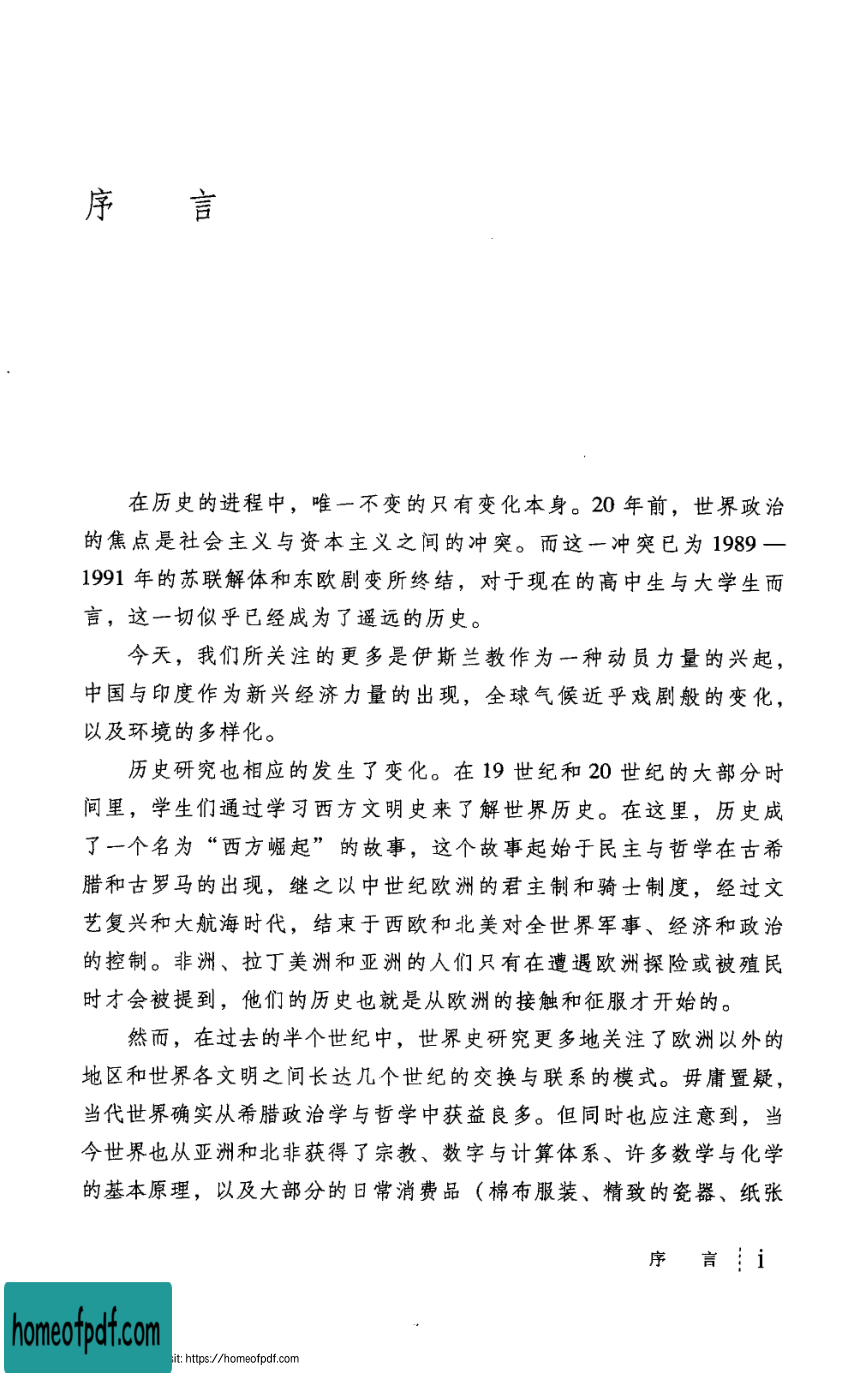 序 言
在历史的进程中，唯一不变的只有变化本身。20 年前，世界政治
的焦点是社会主义与资本主义之间的冲突。而这一冲突已为 1989 —
1991 年的苏联解体和东欧剧变所终结，对于现在的高中生与大学生而
言，这一切似乎已经成为了遥远的历史。
今天，我们所关注的更多是伊斯兰教作为一种动员力量的兴起，
中国与印度作为新兴经济力量的出现，全球气候近乎戏剧般的变化，
以及环境的多样化。
历史研究也相应的发生了变化。在 19 世纪和 20 世纪的大部分时
间里，学生们通过学习西方文明史来了解世界历史。在这里，历史成
了一个名为“西方崛起”的故事，这个故事起始于民主与哲学在古希
腊和古罗马的出现，继之以中世纪欧洲的君主制和骑士制度，经过文
艺复兴和大航海时代，结束于西欧和北美对全世界军事、经济和政治
的控制。非洲、拉丁美洲和亚洲的人们只有在遭遇欧洲探险或被殖民
时才会被提到，他们的历史也就是从欧洲的接触和征服才开始的。
然而，在过去的半个世纪中，世界史研究更多地关注了欧洲以外的
地区和世界各文明之间长达几个世纪的交换与联系的模式。毋庸置疑，
当代世界确实从希腊政治学与哲学中获益良多。但同时也应注意到，当
今世界也从亚洲和北非获得了宗教、数字与计算体系、许多数学与化学
的基本原理，以及大部分的日常消费品（棉布服装、精致的瓷器、纸张
序 言 i
homeofpdf.com
sit: https://homeofpdf.com